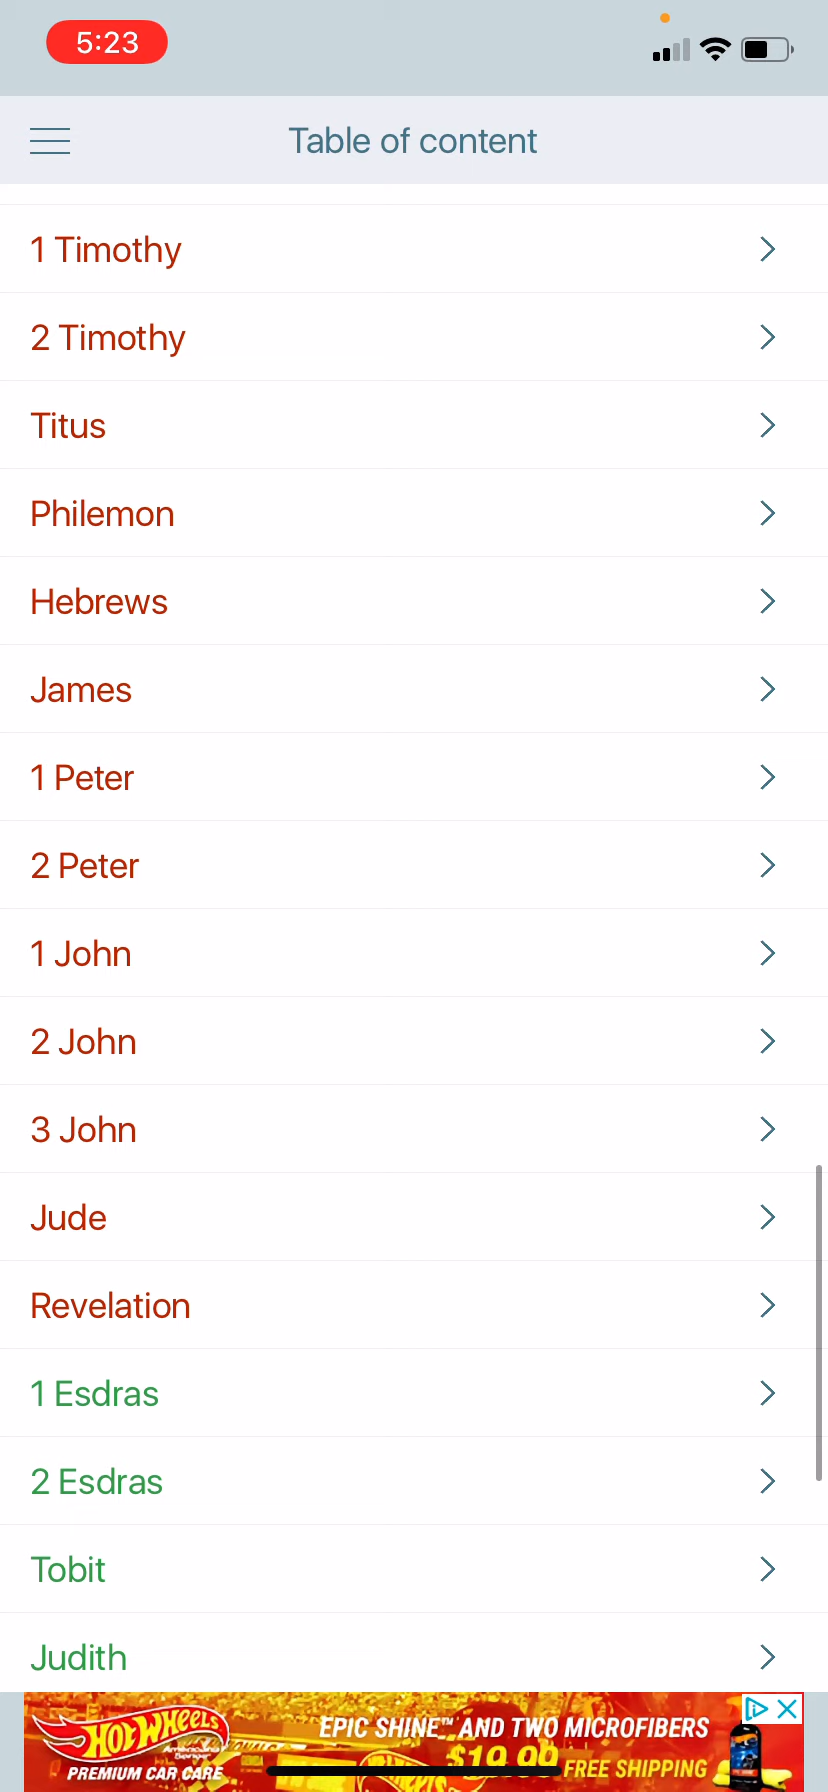 5:23
Table of content
1 Timothy
2 Timothy
Titus
Philemon
Hebrews
James
1 Peter
2 Peter
1 John
2 John
3 John
Jude
Revelation
1 Esdras
2 Esdras
Tobit
Judith
HOT WHEELS
PREMIUM CAR CARE
EPIC SHINE™ AND TWO MICROFIBERS
$19.99 FREE SHIPPING